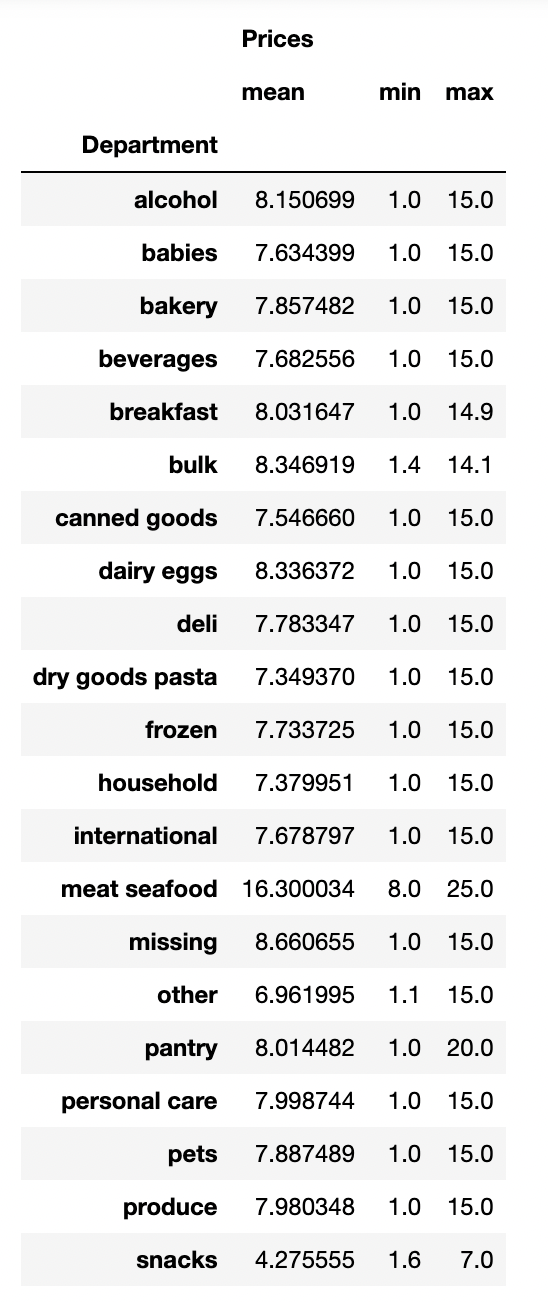 Prices
mean min max
Department
alcohol 8.150699 1.0 15.0
babies 7.634399 1.0 15.0
bakery 7.857482 1.0 15.0
beverages 7.682556 1.0 15.0
breakfast 8.031647 1.0 14.9
bulk 8.346919 1.4 14.1
canned goods 7.546660 1.0 15.0
dairy eggs 8.336372 1.0 15.0
deli 7.783347 1.0 15.0
dry goods pasta 7.349370 1.0 15.0
frozen 7.733725 1.0 15.0
household 7.379951 1.0 15.0
international 7.678797 1.0 15.0
meat seafood 16.300034 8.0 25.0
missing 8.660655 1.0 15.0
other 6.961995 1.1 15.0
pantry 8.014482 1.0 20.0
personal care 7.998744 1.0 15.0
pets 7.887489 1.0 15.0
produce 7.980348 1.0 15.0
snacks 4.275555 1.6 7.0